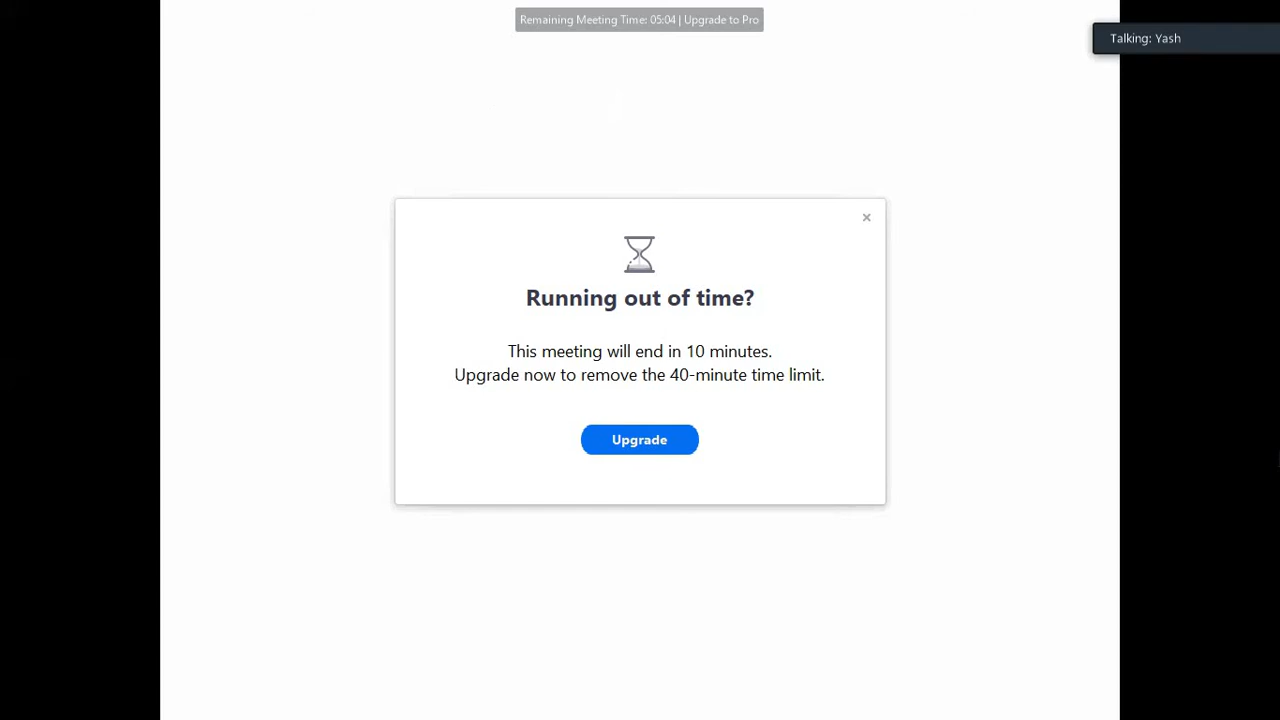 Remaining Meeting Time: 05:04 | Upgrade to Pro
Talking: Yash
Running out of time?
This meeting will end in 10 minutes.
Upgrade now to remove the 40-minute time limit.
Upgrade